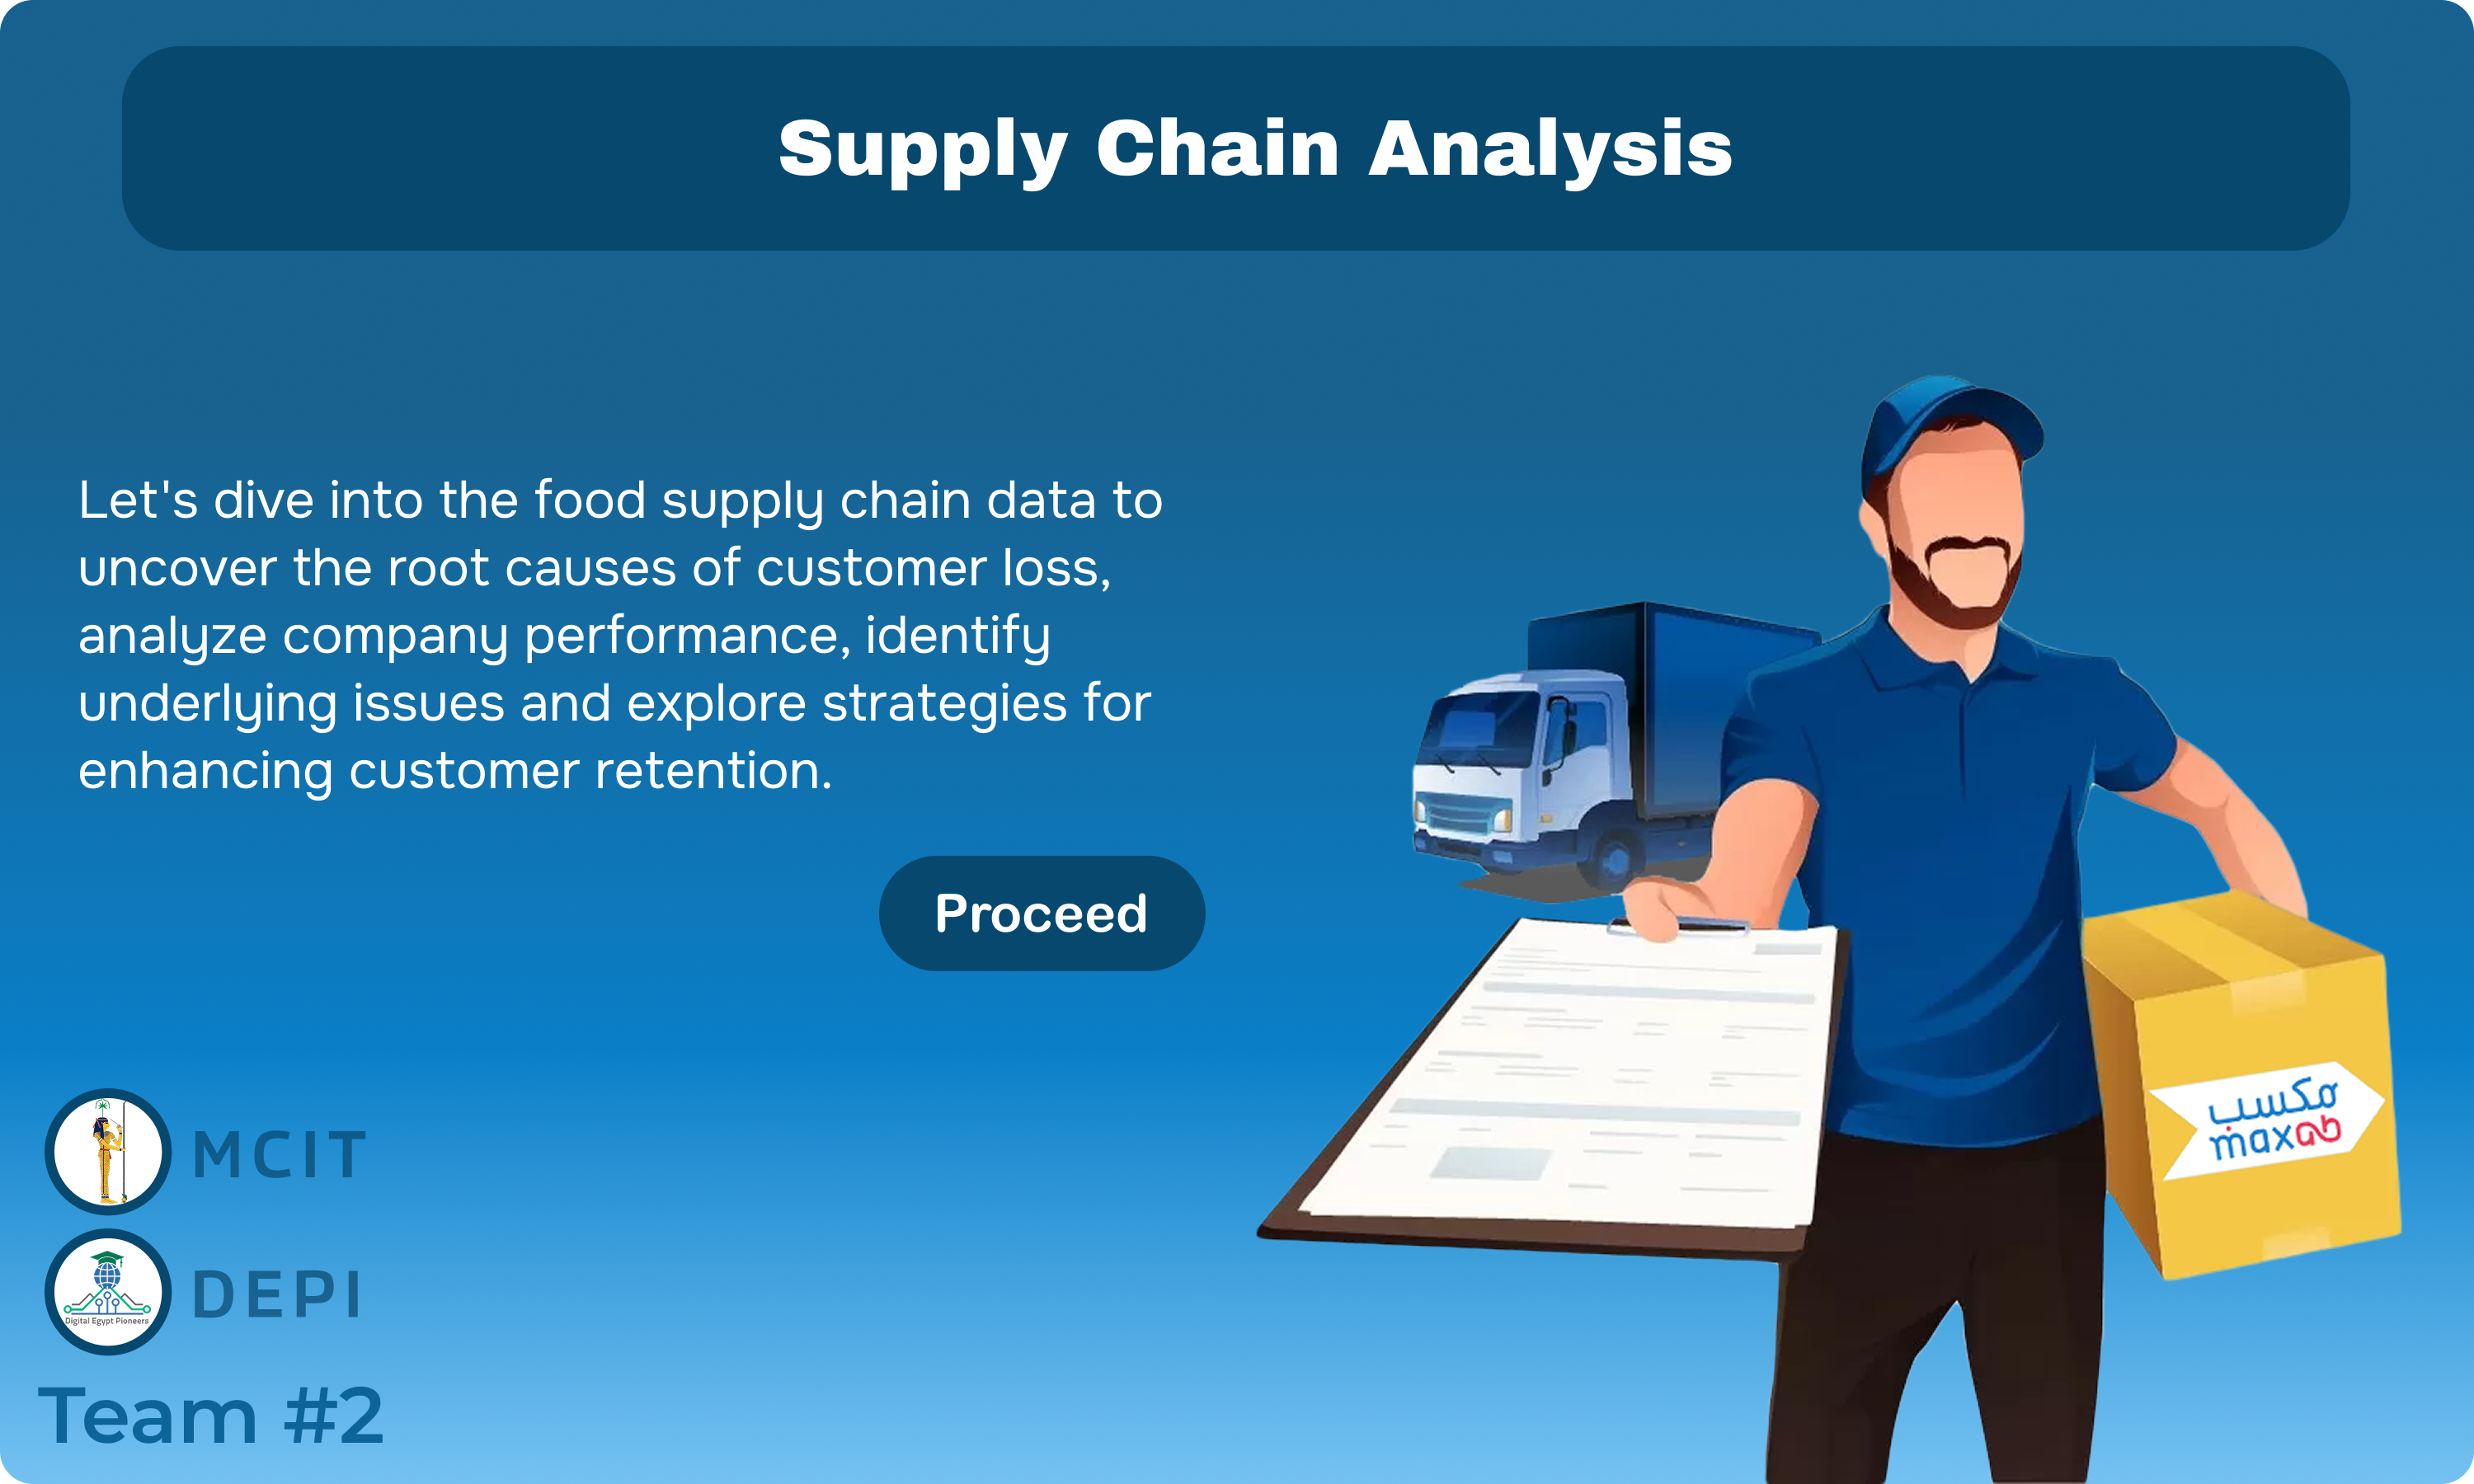 Supply Chain Analysis
Let's dive into the food supply chain data to
uncover the root causes of customer loss,
analyze company performance, identify
underlying issues and explore strategies for
enhancing customer retention.
Proceed
مكسب
maxab
MCIT
DEPI
Digital Egypt Pioneers
Team #2